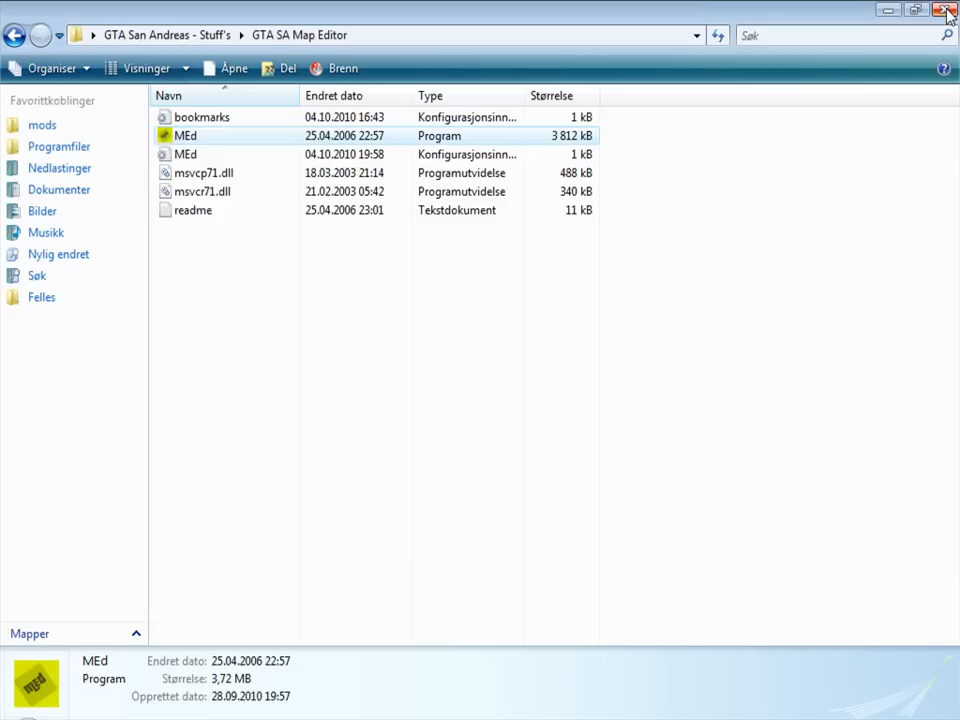 GTA San Andreas - Stuff's GTA SA Map Editor Søk
Organiser Visninger Åpne Del Brenn
Favorittkoblinger
mods
Programfiler
Nedlastinger
Dokumenter
Bilder
Musikk
Nylig endret
Søk
Felles
Mapper
Navn Endret dato Type Størrelse
bookmarks 04.10.2010 16:43 Konfigurasjonsinn... 1 kB
MEd 25.04.2006 22:57 Program 3 812 kB
MEd 04.10.2010 19:58 Konfigurasjonsinn... 1 kB
msvcp71.dll 18.03.2003 21:14 Programutvidelse 488 kB
msvcr71.dll 21.02.2003 05:42 Programutvidelse 340 kB
readme 25.04.2006 23:01 Tekstdokument 11 kB
MEd
MEd Endret dato: 25.04.2006 22:57
Program Størrelse: 3,72 MB
Opprettet dato: 28.09.2010 19:57